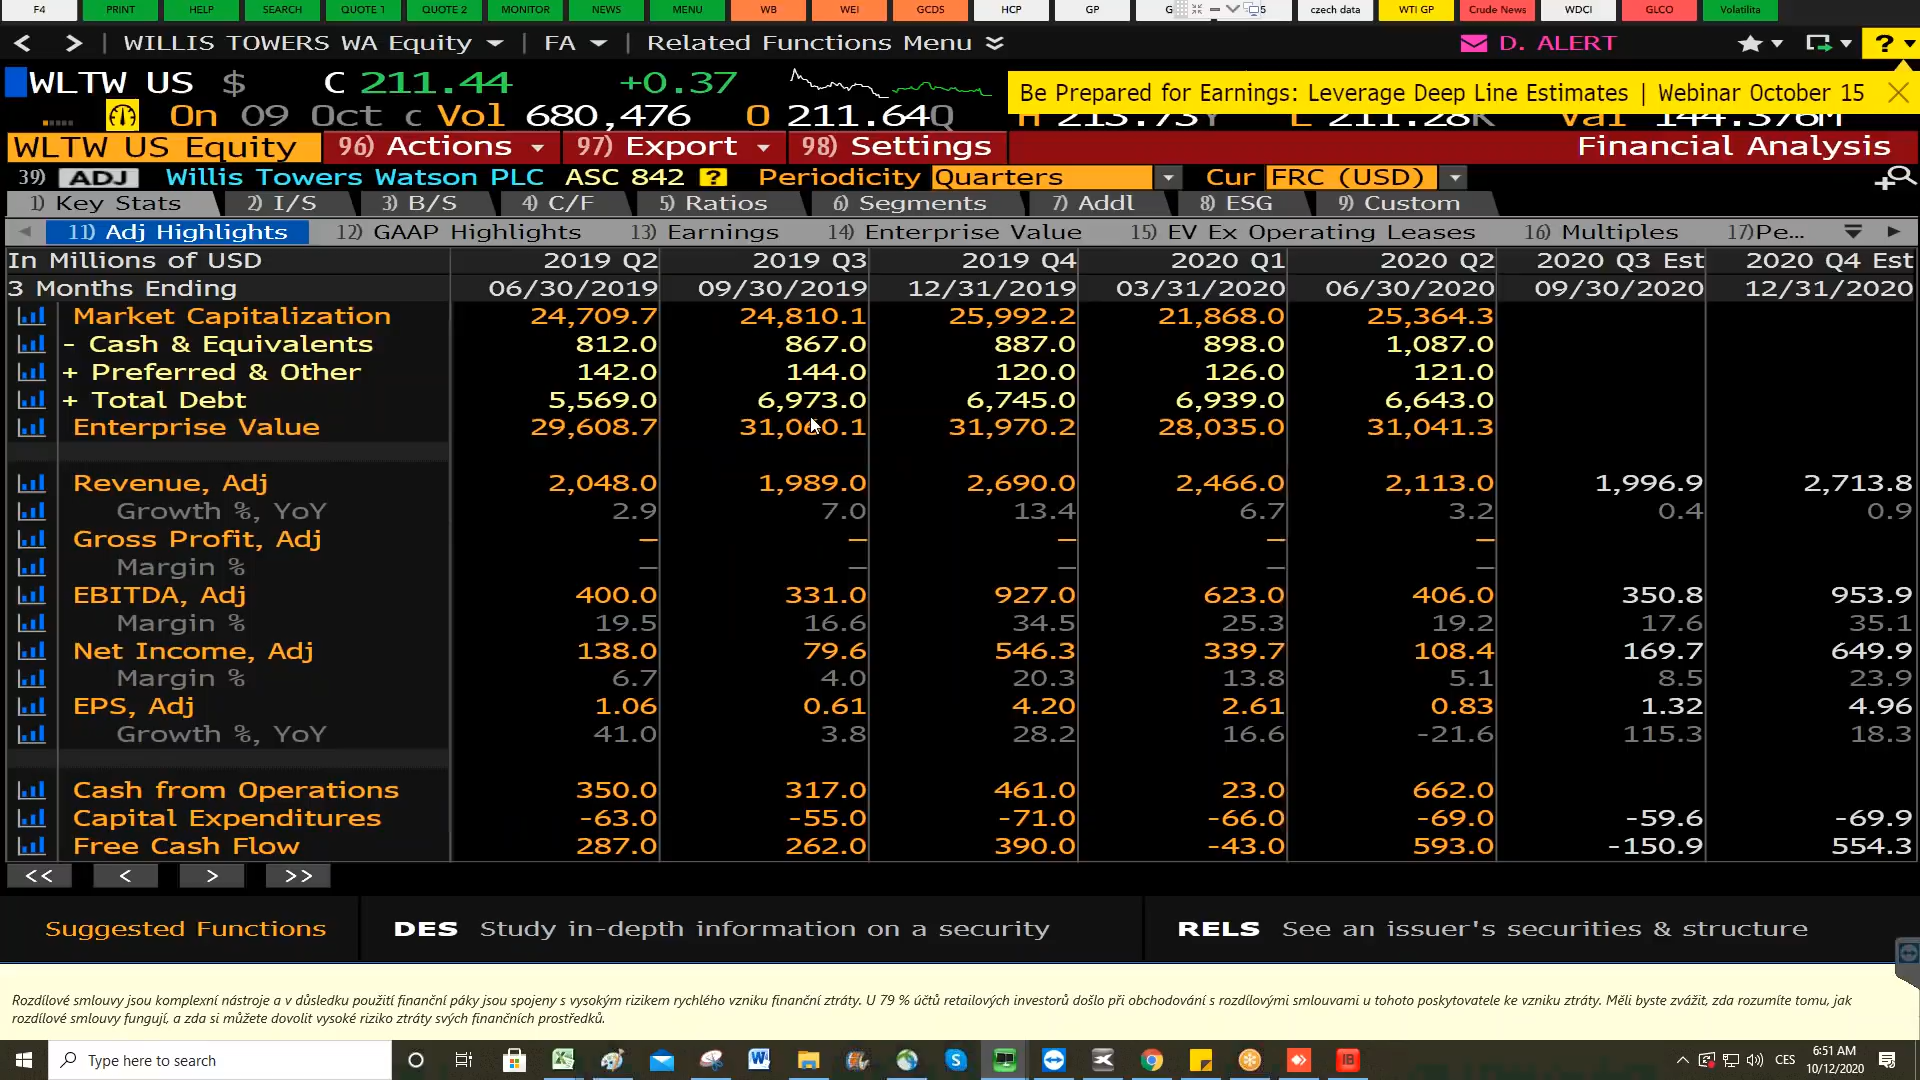 F4 PRINT HELP SEARCH QUOTE 1 QUOTE 2 MONITOR NEWS MENU WB WEI GCDS HCP GP G 5 czech data WTI GP Crude News WDCI GLCO Volatilita
WILLIS TOWERS WA Equity FA Related Functions Menu D. ALERT ?
WLTW US $ C 211.44 +0.37
Be Prepared for Earnings: Leverage Deep Line Estimates | Webinar October 15
On 09 Oct c Vol 680,476 O 211.64Q H 213.73Y L 211.28K Val 144.376M
WLTW US Equity 96) Actions 97) Export 98) Settings Financial Analysis
39) ADJ Willis Towers Watson PLC ASC 842 ? Periodicity Quarters Cur FRC (USD)
1) Key Stats 2) I/S 3) B/S 4) C/F 5) Ratios 6) Segments 7) Addl 8) ESG 9) Custom
11) Adj Highlights 12) GAAP Highlights 13) Earnings 14) Enterprise Value 15) EV Ex Operating Leases 16) Multiples 17)Pe...
In Millions of USD 2019 Q2 2019 Q3 2019 Q4 2020 Q1 2020 Q2 2020 Q3 Est 2020 Q4 Est
3 Months Ending 06/30/2019 09/30/2019 12/31/2019 03/31/2020 06/30/2020 09/30/2020 12/31/2020
Market Capitalization 24,709.7 24,810.1 25,992.2 21,868.0 25,364.3
- Cash & Equivalents 812.0 867.0 887.0 898.0 1,087.0
+ Preferred & Other 142.0 144.0 120.0 126.0 121.0
+ Total Debt 5,569.0 6,973.0 6,745.0 6,939.0 6,643.0
Enterprise Value 29,608.7 31,060.1 31,970.2 28,035.0 31,041.3
Revenue, Adj 2,048.0 1,989.0 2,690.0 2,466.0 2,113.0 1,996.9 2,713.8
Growth %, YoY 2.9 7.0 13.4 6.7 3.2 0.4 0.9
Gross Profit, Adj — — — — —
Margin % — — — — —
EBITDA, Adj 400.0 331.0 927.0 623.0 406.0 350.8 953.9
Margin % 19.5 16.6 34.5 25.3 19.2 17.6 35.1
Net Income, Adj 138.0 79.6 546.3 339.7 108.4 169.7 649.9
Margin % 6.7 4.0 20.3 13.8 5.1 8.5 23.9
EPS, Adj 1.06 0.61 4.20 2.61 0.83 1.32 4.96
Growth %, YoY 41.0 3.8 28.2 16.6 -21.6 115.3 18.3
Cash from Operations 350.0 317.0 461.0 23.0 662.0
Capital Expenditures -63.0 -55.0 -71.0 -66.0 -69.0 -59.6 -69.9
Free Cash Flow 287.0 262.0 390.0 -43.0 593.0 -150.9 554.3
<< < > >>
Suggested Functions DES Study in-depth information on a security RELS See an issuer's securities & structure
Rozdílové smlouvy jsou komplexní nástroje a v důsledku použití finanční páky jsou spojeny s vysokým rizikem rychlého vzniku finanční ztráty. U 79 % účtů retailových investorů došlo při obchodování s rozdílovými smlouvami u tohoto poskytovatele ke vzniku ztráty. Měli byste zvážit, zda rozumíte tomu, jak
rozdílové smlouvy fungují, a zda si můžete dovolit vysoké riziko ztráty svých finančních prostředků.
Type here to search CES 6:51 AM
10/12/2020